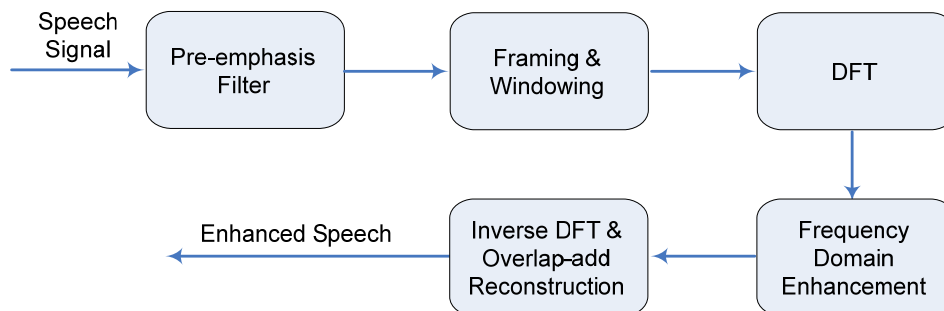 Speech
Signal
Pre-emphasis
Filter
Framing &
Windowing
DFT
Frequency
Domain
Enhancement
Inverse DFT &
Overlap-add
Reconstruction
Enhanced Speech